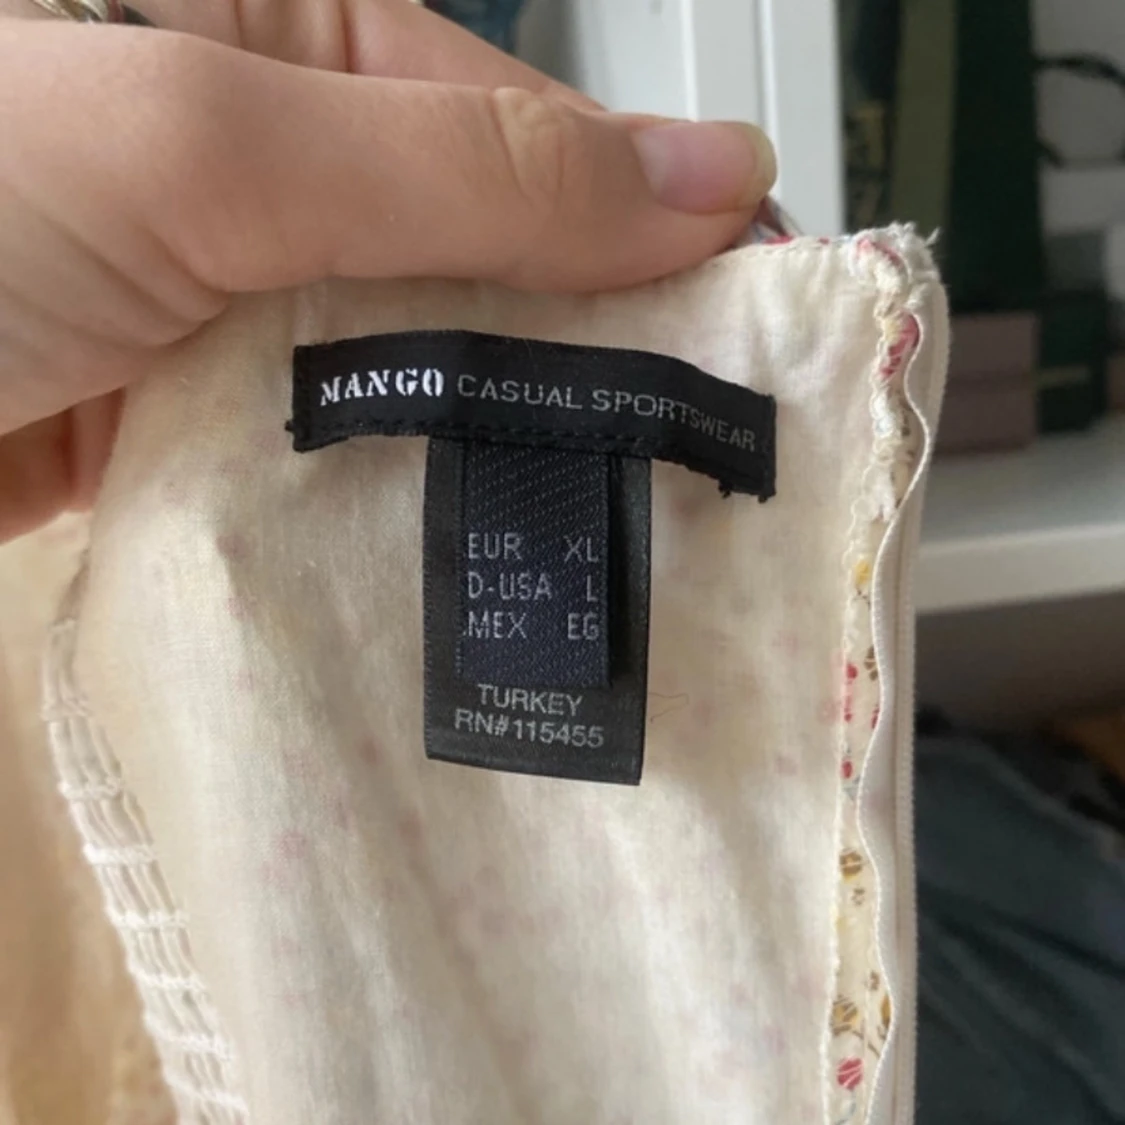 MANGO CASUAL SPORTSWEAR
EUR XL
D-USA L
MEX EG
TURKEY
RN#115455